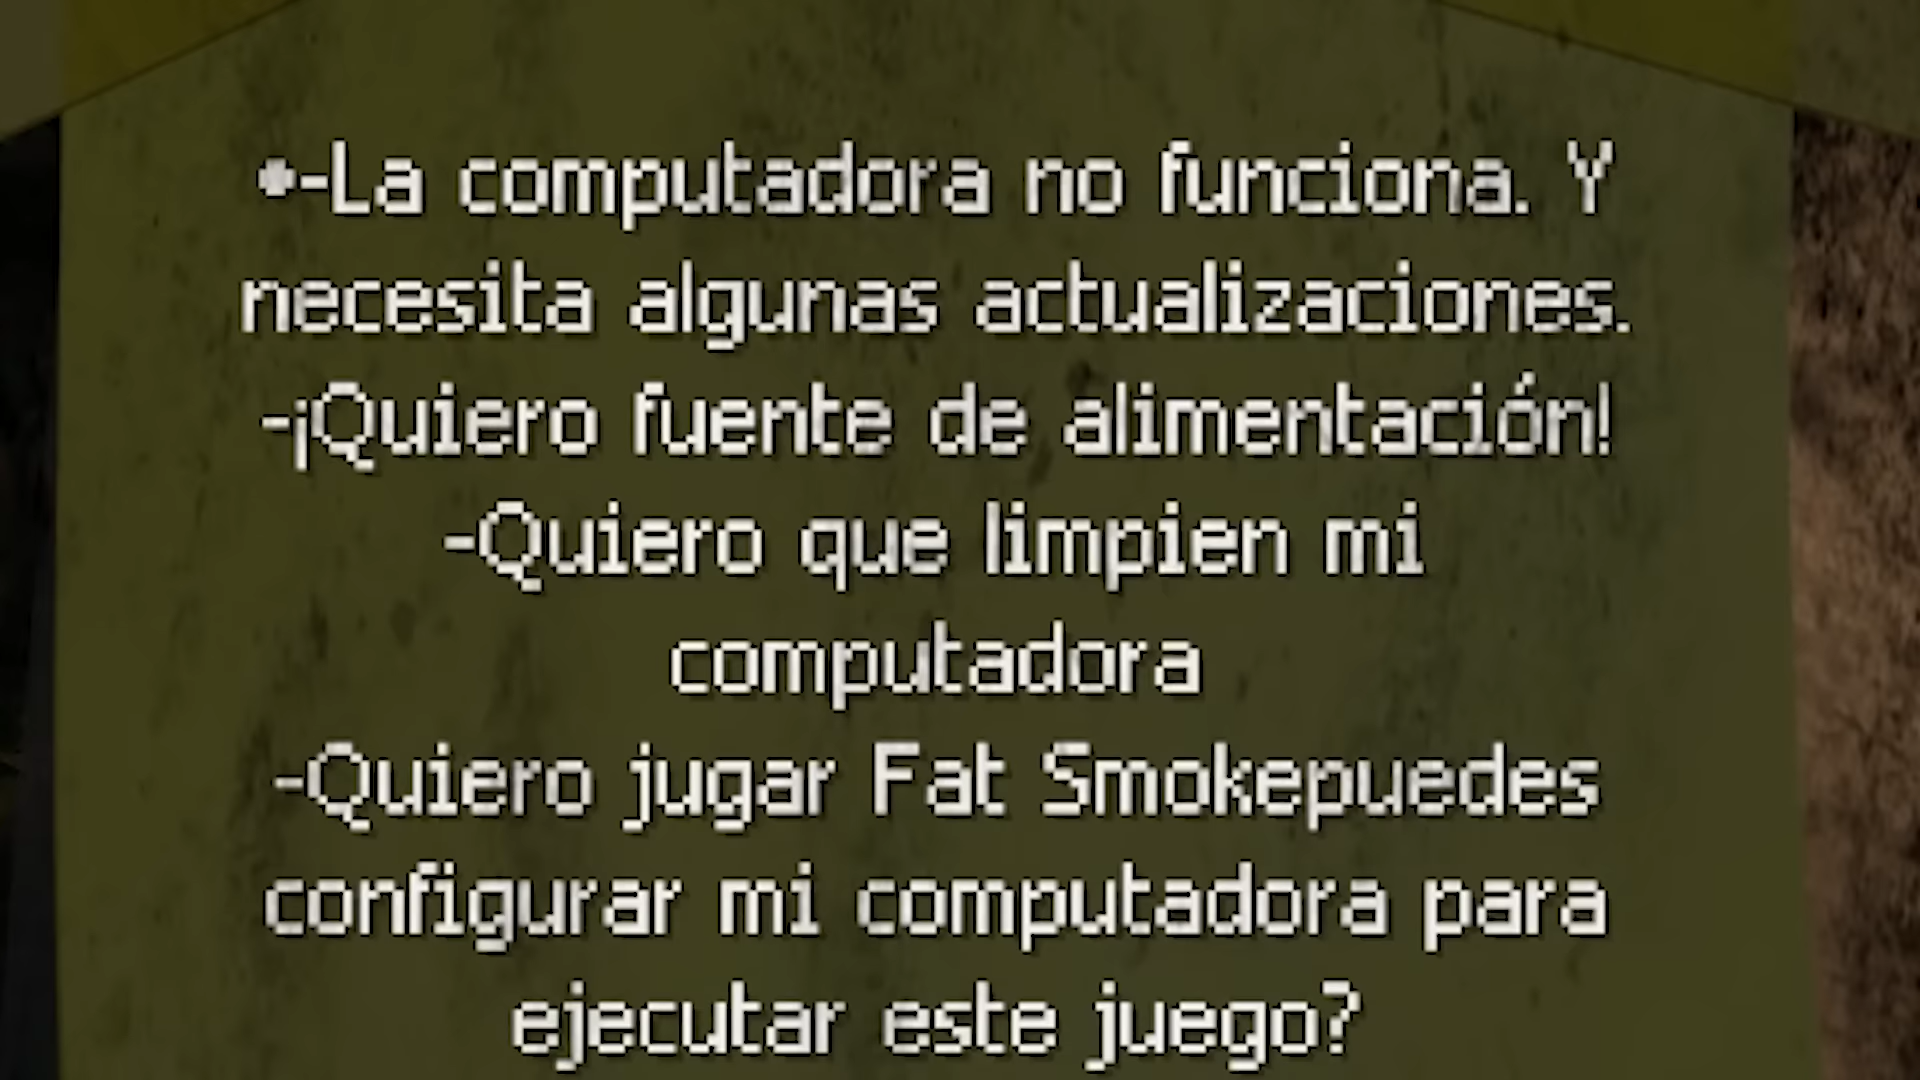 •-La computadora no funciona. Y
necesita algunas actualizaciones.
-¡Quiero fuente de alimentación!
-Quiero que limpien mi
computadora
-Quiero jugar Fat Smokepuedes
configurar mi computadora para
ejecutar este juego?